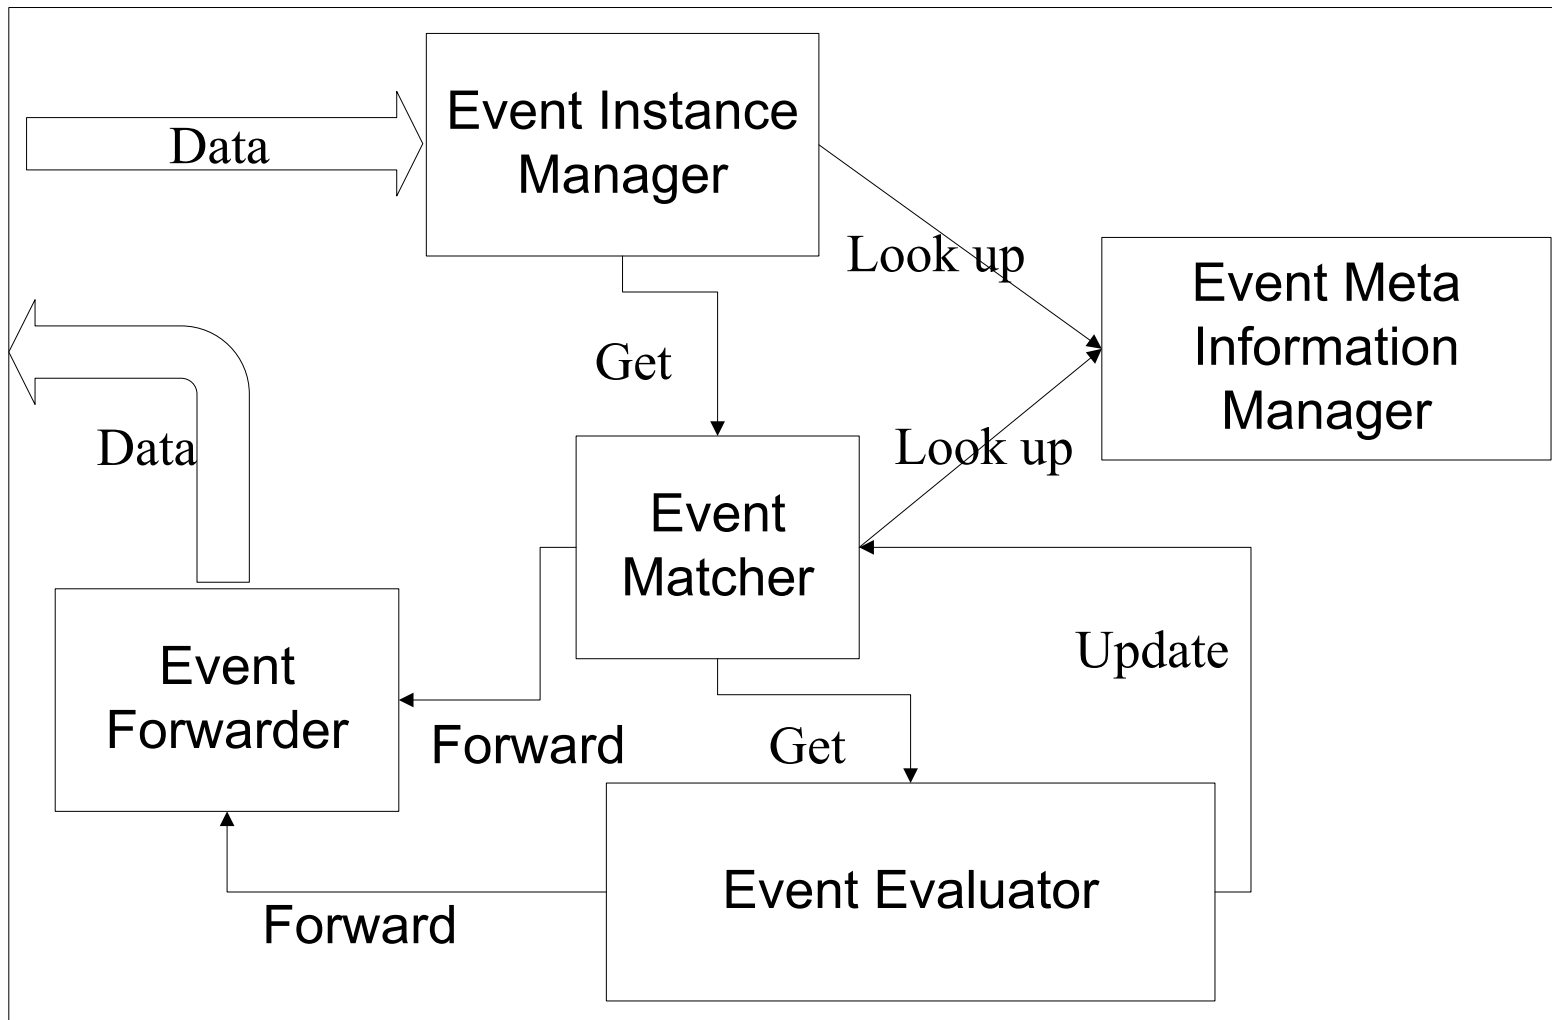 Event Instance
Manager
Data
Look up
Event Meta
Information
Manager
Get
Data
Look up
Event
Matcher
Update
Event
Forwarder
Forward
Get
Event Evaluator
Forward